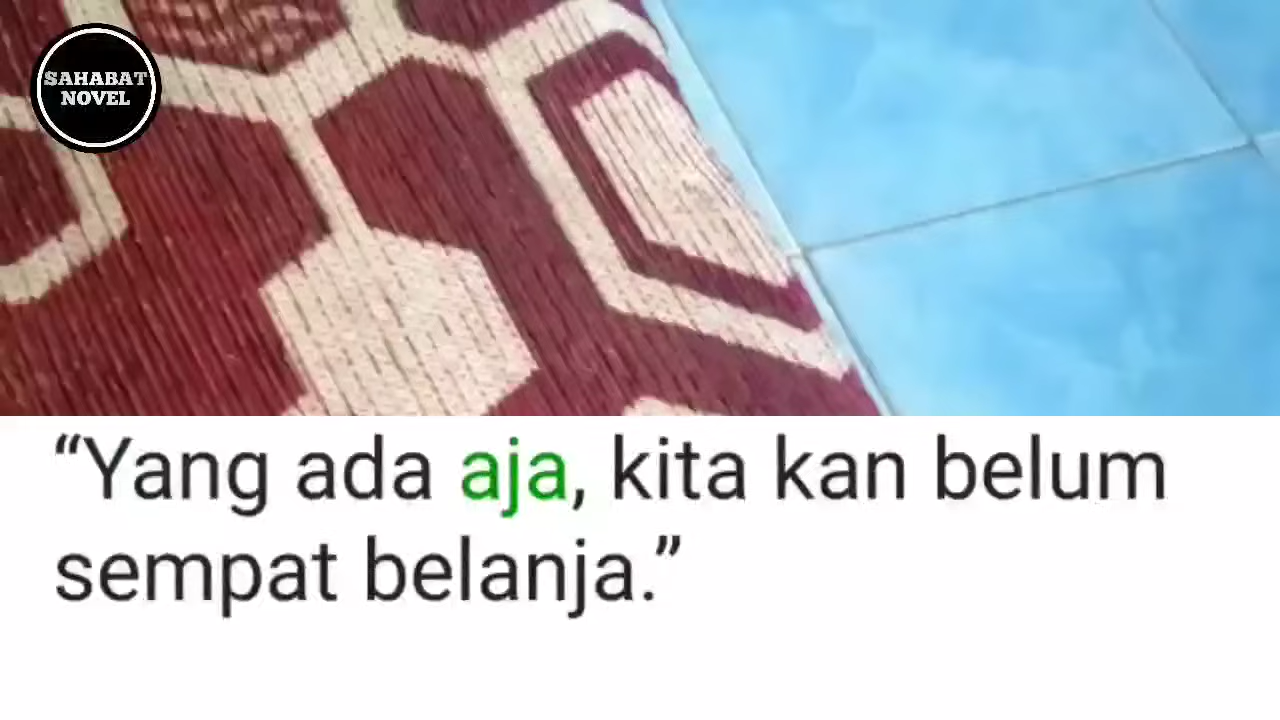 SAHABAT
NOVEL
“Yang ada aja, kita kan belum
sempat belanja.”